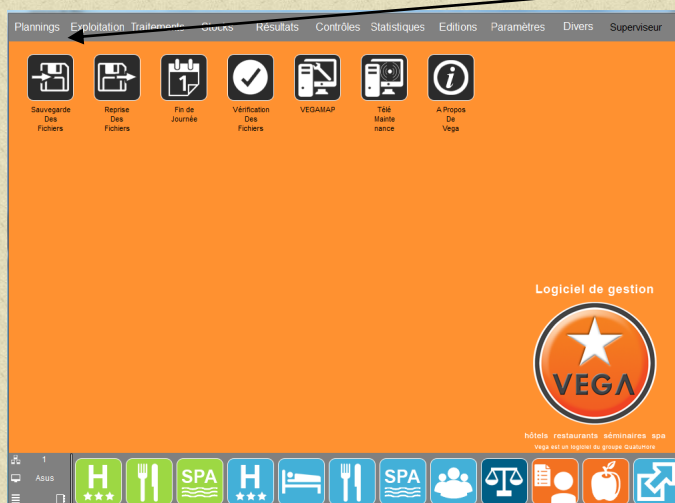 Plannings Exploitation Traitements Stocks Résultats Contrôles Statistiques Editions Paramètres Divers Superviseur
Sauvegarde
Des
Fichiers
Reprise
Des
Fichiers
1
Fin de
Journée
Vérification
Des
Fichiers
VEGAMAP
Télé
Mainte
nance
i
A Propos
De
Vega
Logiciel de gestion
VEGA
hôtels restaurants séminaires spa
Vega est un logiciel du groupe Qualumore
1
Asus
H
SPA
H
SPA